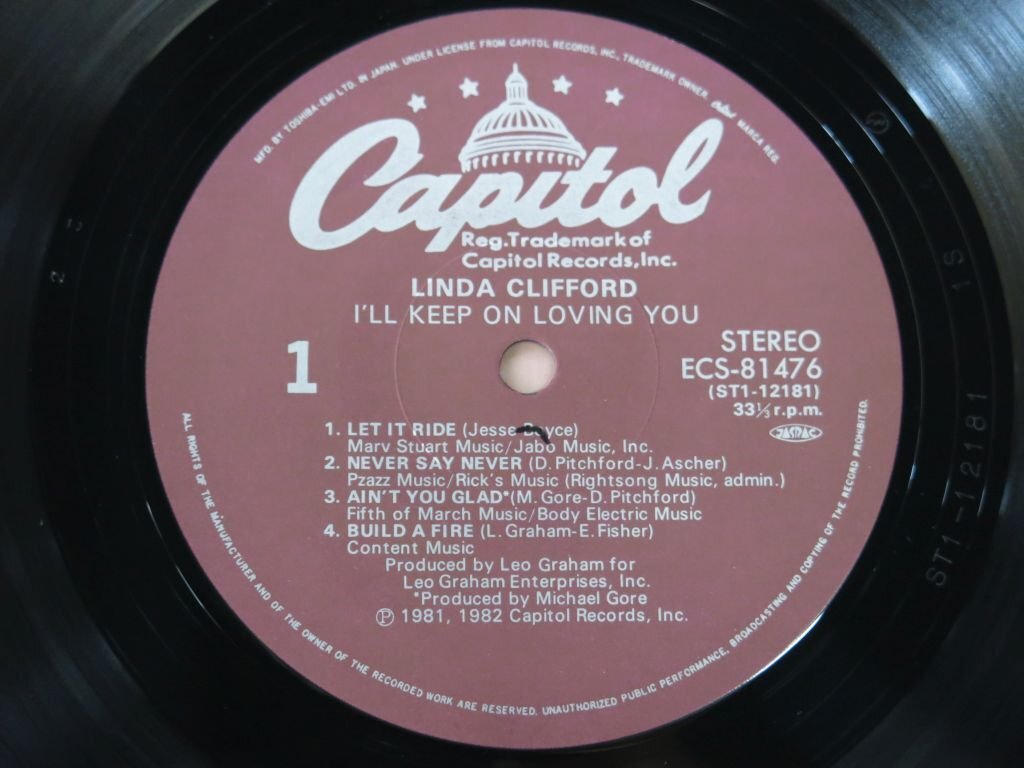 MFD. BY TOSHIBA-EMI LTD. IN JAPAN. UNDER LICENSE FROM CAPITOL RECORDS, INC., TRADEMARK OWNER. Capitol MARCA REG.
Capitol
Reg.Trademark of
Capitol Records,Inc.
LINDA CLIFFORD
I'LL KEEP ON LOVING YOU
1
STEREO
ECS-81476
(ST1-12181)
33⅓ r.p.m.
JASRAC
1. LET IT RIDE (Jesse Boyce)
Marv Stuart Music/Jabo Music, Inc.
2. NEVER SAY NEVER (D. Pitchford-J. Ascher)
Pzazz Music/Rick's Music (Rightsong Music, admin.)
3. AIN'T YOU GLAD*(M. Gore-D. Pitchford)
Fifth of March Music/Body Electric Music
4. BUILD A FIRE (L. Graham-E. Fisher)
Content Music
Produced by Leo Graham for
Leo Graham Enterprises, Inc.
*Produced by Michael Gore
℗ 1981, 1982 Capitol Records, Inc.
ALL RIGHTS OF THE MANUFACTURER AND OF THE OWNER OF THE RECORDED WORK ARE RESERVED. UNAUTHORIZED PUBLIC PERFORMANCE, BROADCASTING AND COPYING OF THE RECORD PROHIBITED.
ST1-12181 1S
2